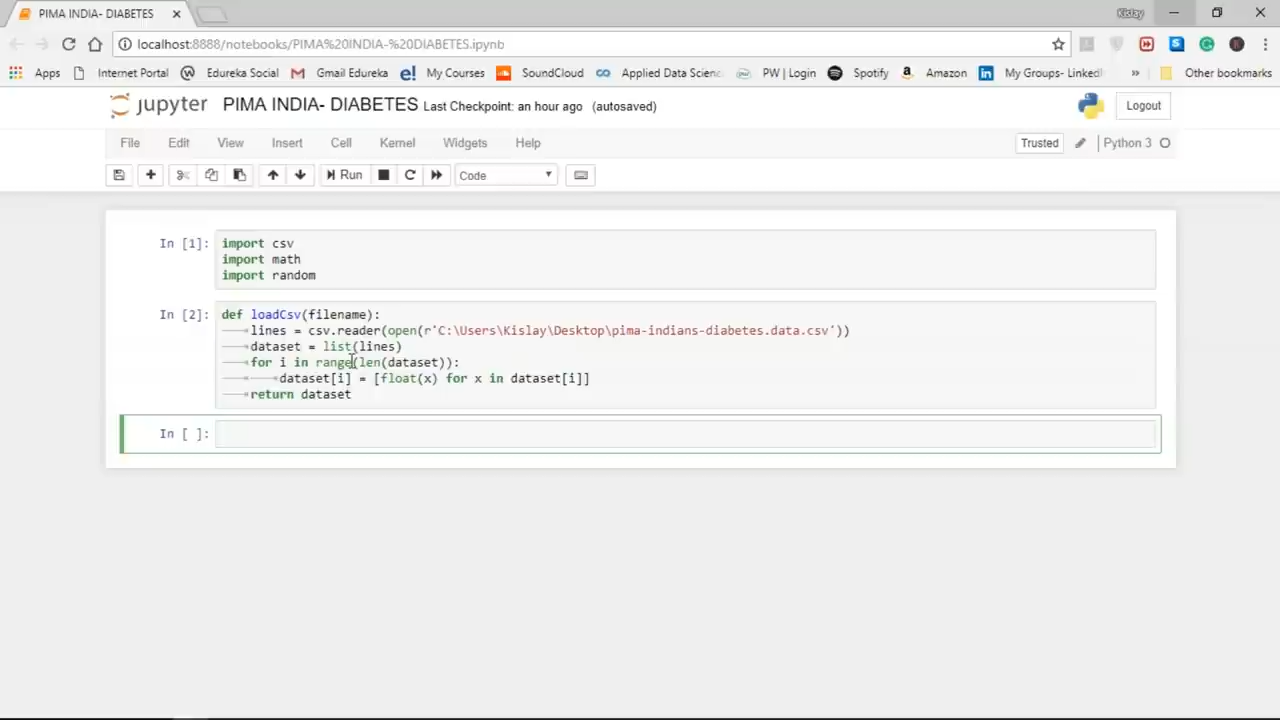 PIMA INDIA- DIABETES
Kislay
localhost:8888/notebooks/PIMA%20INDIA-%20DIABETES.ipynb
Apps Internet Portal Edureka Social Gmail Edureka My Courses SoundCloud Applied Data Scienc PW | Login Spotify Amazon My Groups- LinkedI » Other bookmarks
jupyter PIMA INDIA- DIABETES Last Checkpoint: an hour ago (autosaved) Logout
File Edit View Insert Cell Kernel Widgets Help Trusted Python 3
Run Code
In [1]: import csv
import math
import random
In [2]: def loadCsv(filename):
lines = csv.reader(open(r'C:\Users\Kislay\Desktop\pima-indians-diabetes.data.csv'))
dataset = list(lines)
for i in range(len(dataset)):
dataset[i] = [float(x) for x in dataset[i]]
return dataset
In [ ]: